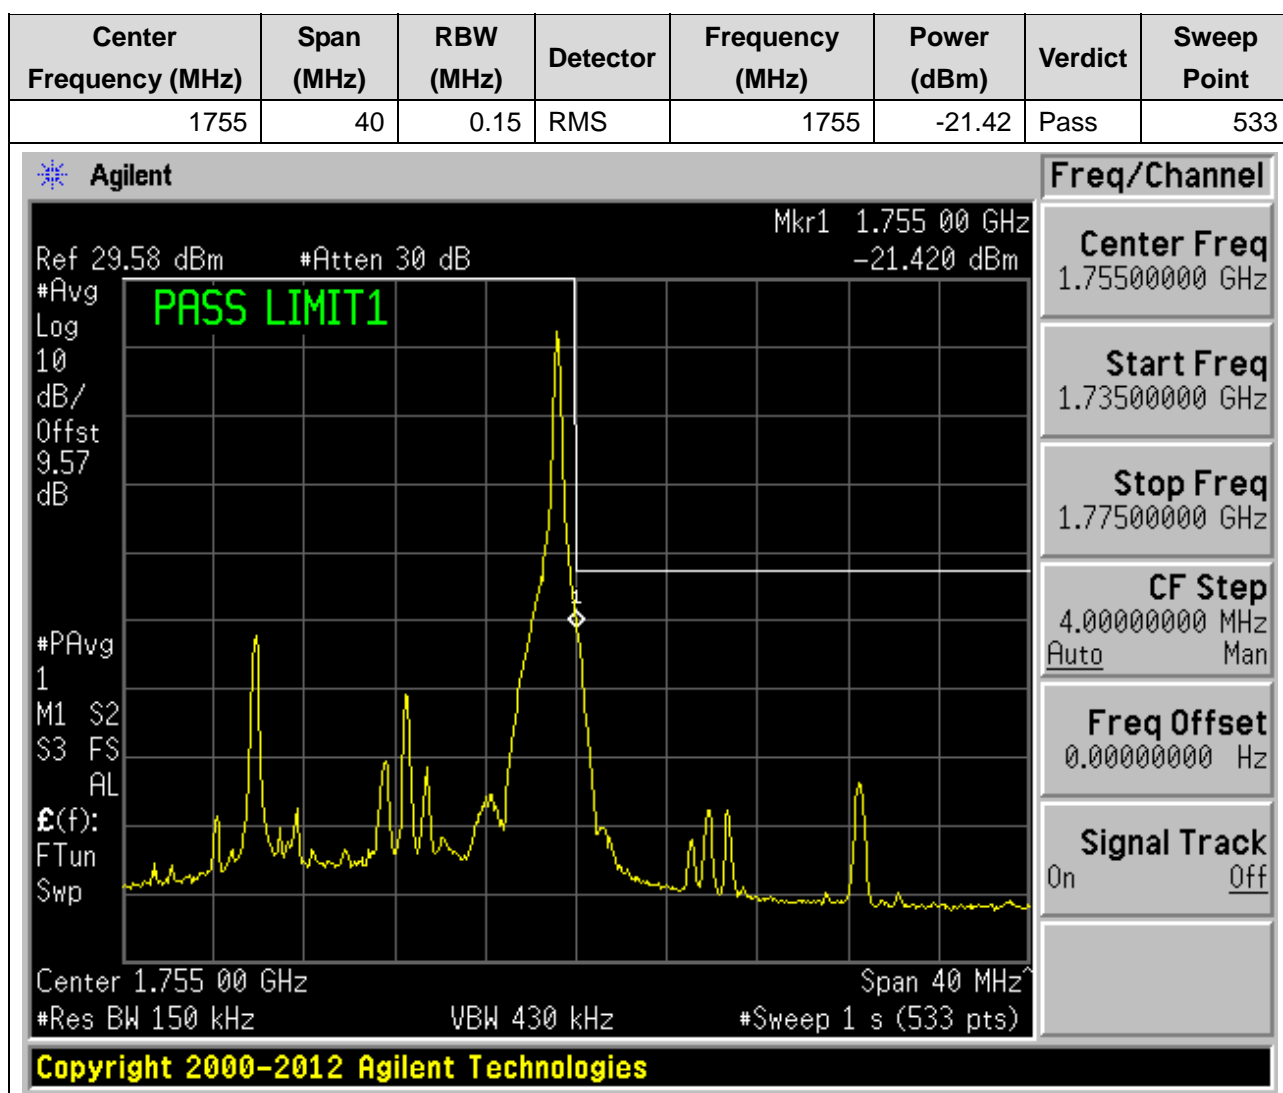 Center Frequency (MHz) Span (MHz) RBW (MHz) Detector Frequency (MHz) Power (dBm) Verdict Sweep Point
1755 40 0.15 RMS 1755 -21.42 Pass 533
Agilent
Freq/Channel
Mkr1 1.755 00 GHz
Ref 29.58 dBm #Atten 30 dB -21.420 dBm
#Avg
Log
10
dB/
Offst
9.57
dB
PASS LIMIT1
1
#PAvg
1
M1 S2
S3 FS
AL
£(f):
FTun
Swp
Center 1.755 00 GHz Span 40 MHz^
#Res BW 150 kHz VBW 430 kHz #Sweep 1 s (533 pts)
Center Freq
1.75500000 GHz
Start Freq
1.73500000 GHz
Stop Freq
1.77500000 GHz
CF Step
4.00000000 MHz
Auto Man
Freq Offset
0.00000000 Hz
Signal Track
On Off
Copyright 2000-2012 Agilent Technologies